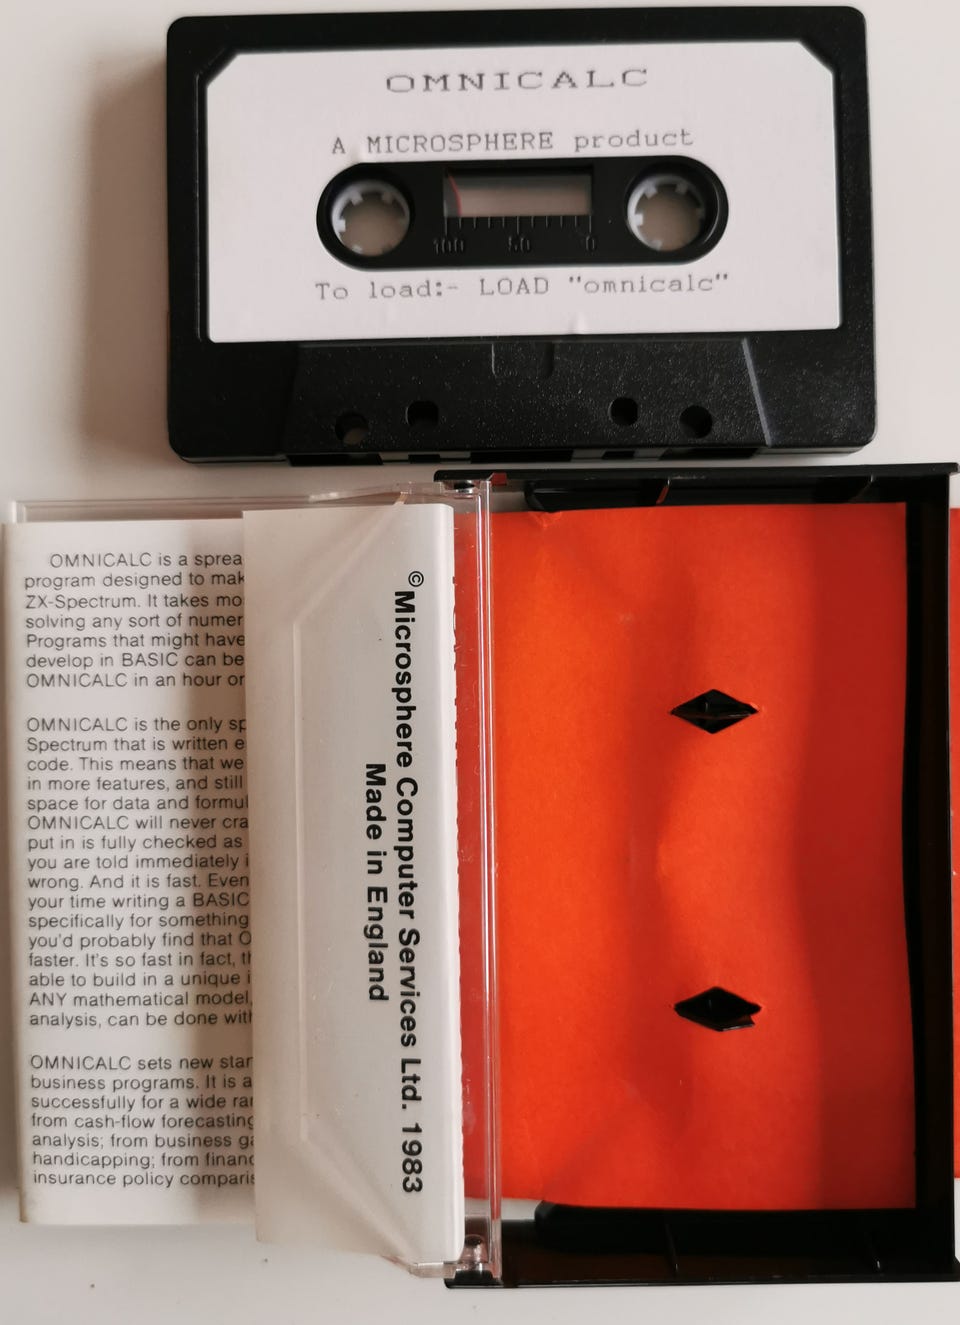 OMNICALC
A MICROSPHERE product
100 50 0
To load:- LOAD "omnicalc"
OMNICALC is a sprea
program designed to mak
ZX-Spectrum. It takes mo
solving any sort of numer
Programs that might have
develop in BASIC can be
OMNICALC in an hour or
OMNICALC is the only sp
Spectrum that is written e
code. This means that we
in more features, and still
space for data and formul
OMNICALC will never cra
put in is fully checked as
you are told immediately i
wrong. And it is fast. Even
your time writing a BASIC
specifically for something
you'd probably find that O
faster. It's so fast in fact, th
able to build in a unique i
ANY mathematical model,
analysis, can be done with
OMNICALC sets new star
business programs. It is a
successfully for a wide rar
from cash-flow forecasting
analysis; from business ga
handicapping; from financ
insurance policy comparis
©Microsphere Computer Services Ltd. 1983
Made in England